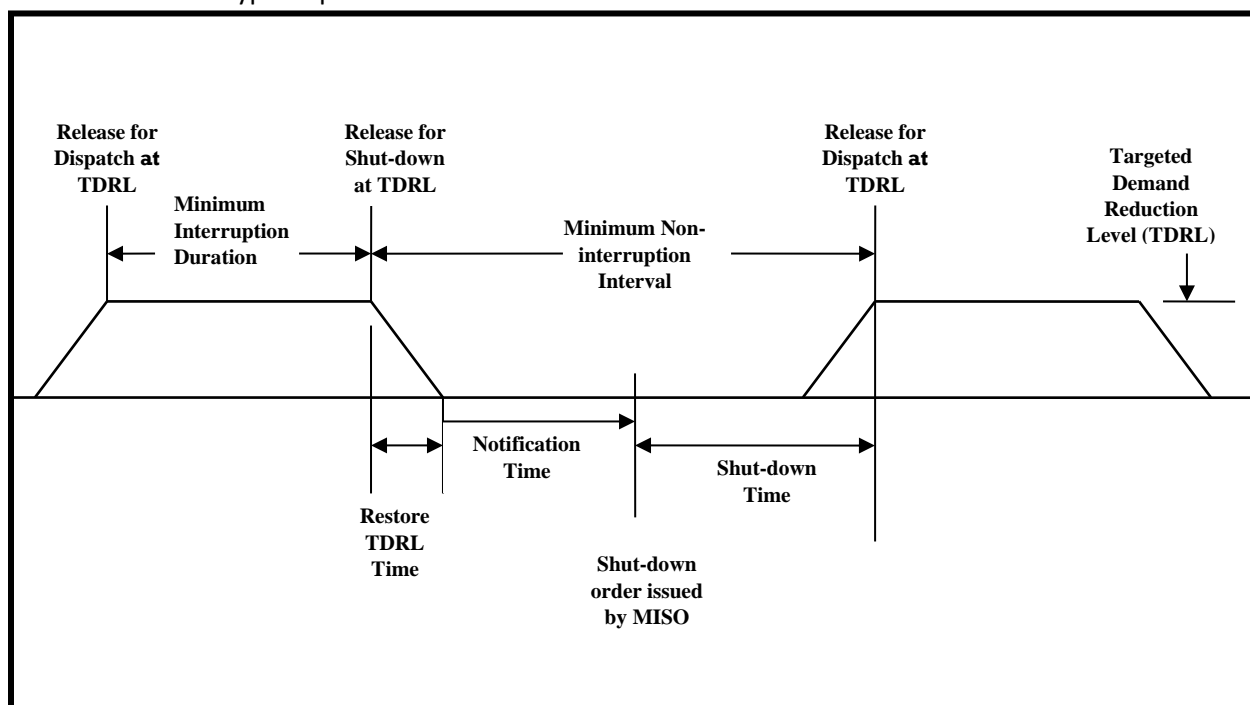 Release for
Dispatch at
TDRL
Release for
Shut-down
at TDRL
Release for
Dispatch at
TDRL
Targeted
Demand
Reduction
Level (TDRL)
Minimum
Interruption
Duration
Minimum Non-
interruption
Interval
Notification
Time
Shut-down
Time
Restore
TDRL
Time
Shut-down
order issued
by MISO